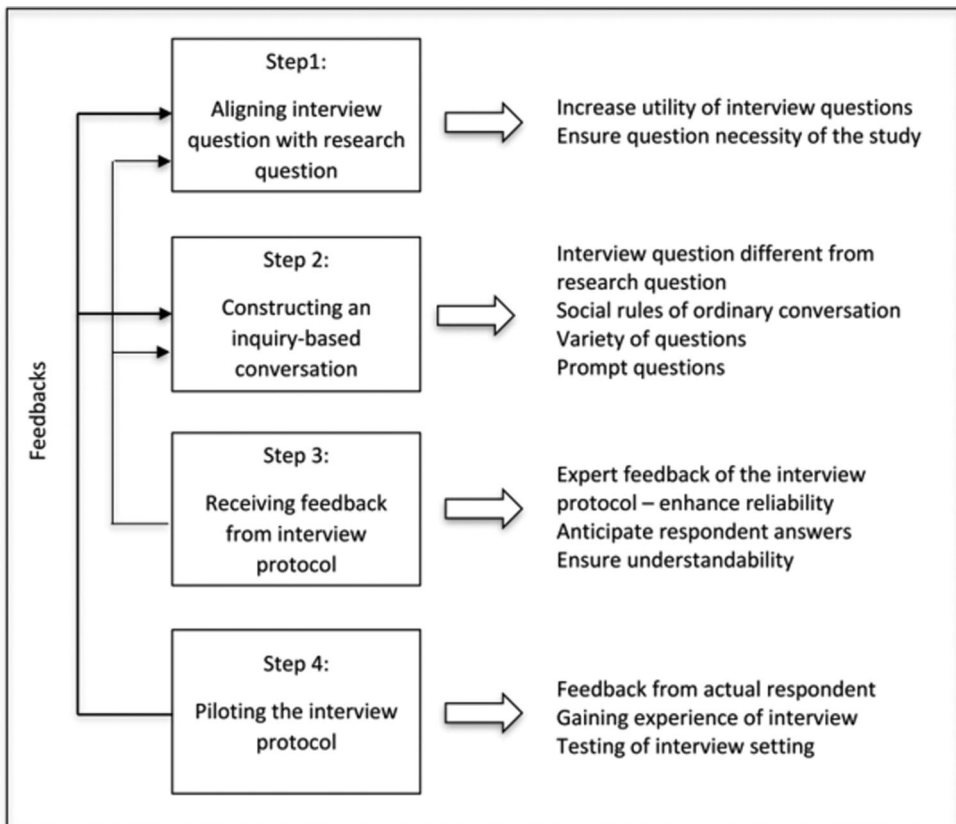 Step1:
Aligning interview
question with research
question
Increase utility of interview questions
Ensure question necessity of the study
Step 2:
Constructing an
inquiry-based
conversation
Interview question different from
research question
Social rules of ordinary conversation
Variety of questions
Prompt questions
Feedbacks
Step 3:
Receiving feedback
from interview
protocol
Expert feedback of the interview
protocol – enhance reliability
Anticipate respondent answers
Ensure understandability
Step 4:
Piloting the interview
protocol
Feedback from actual respondent
Gaining experience of interview
Testing of interview setting